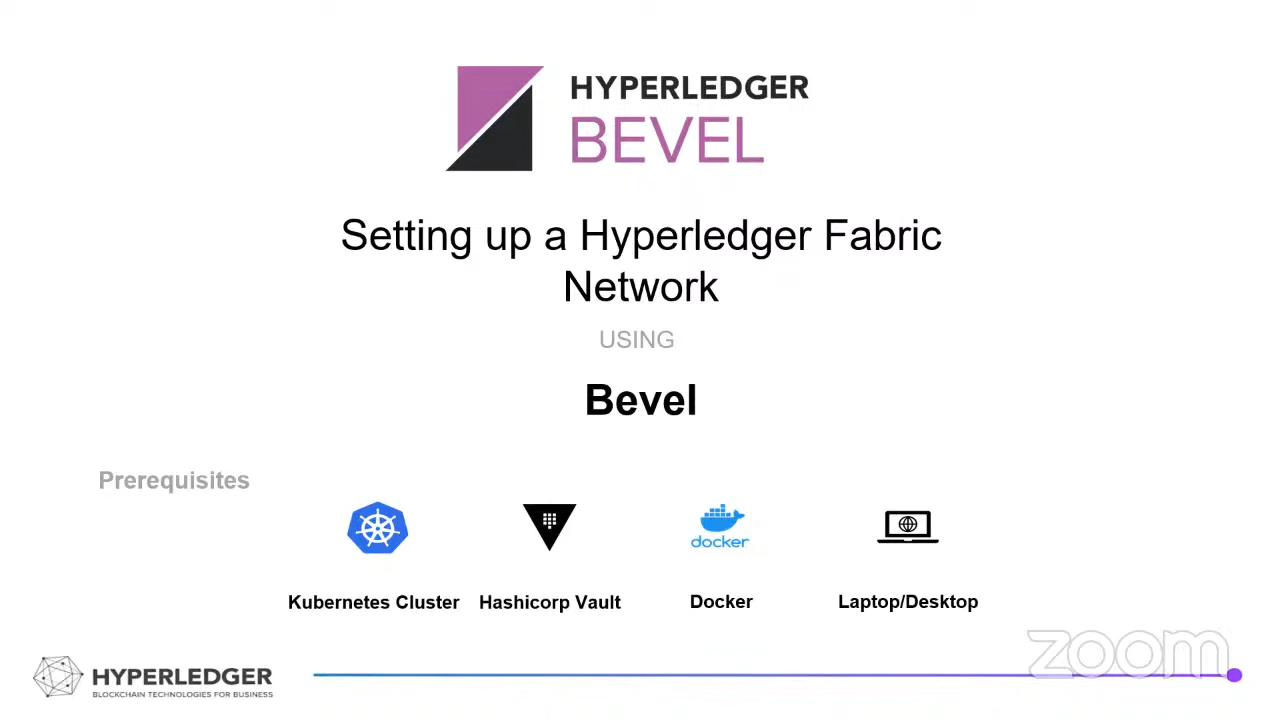 HYPERLEDGER
BEVEL
Setting up a Hyperledger Fabric
Network
USING
Bevel
Prerequisites
docker
Kubernetes Cluster
Hashicorp Vault
Docker
Laptop/Desktop
zoom
HYPERLEDGER
BLOCKCHAIN TECHNOLOGIES FOR BUSINESS